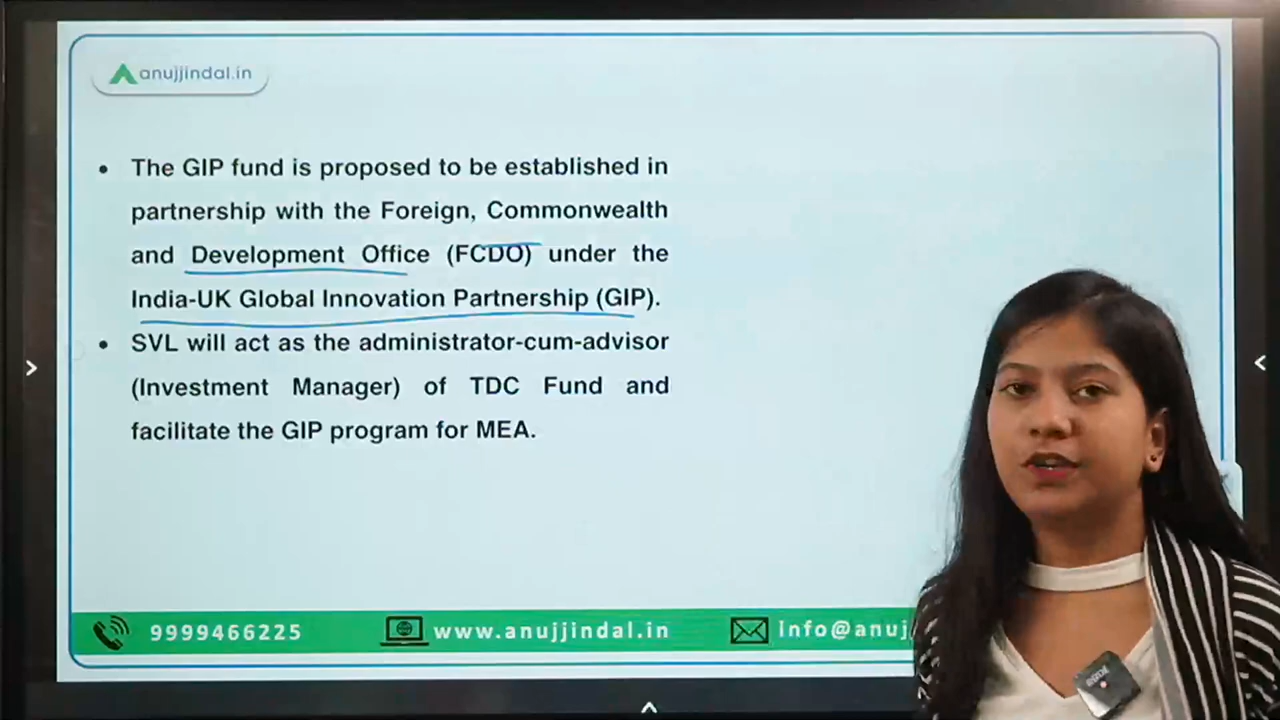 anujjindal.in
• The GIP fund is proposed to be established in
partnership with the Foreign, Commonwealth
and Development Office (FCDO) under the
India-UK Global Innovation Partnership (GIP).
• SVL will act as the administrator-cum-advisor
(Investment Manager) of TDC Fund and
facilitate the GIP program for MEA.
9999466225 www.anujjindal.in info@anuj